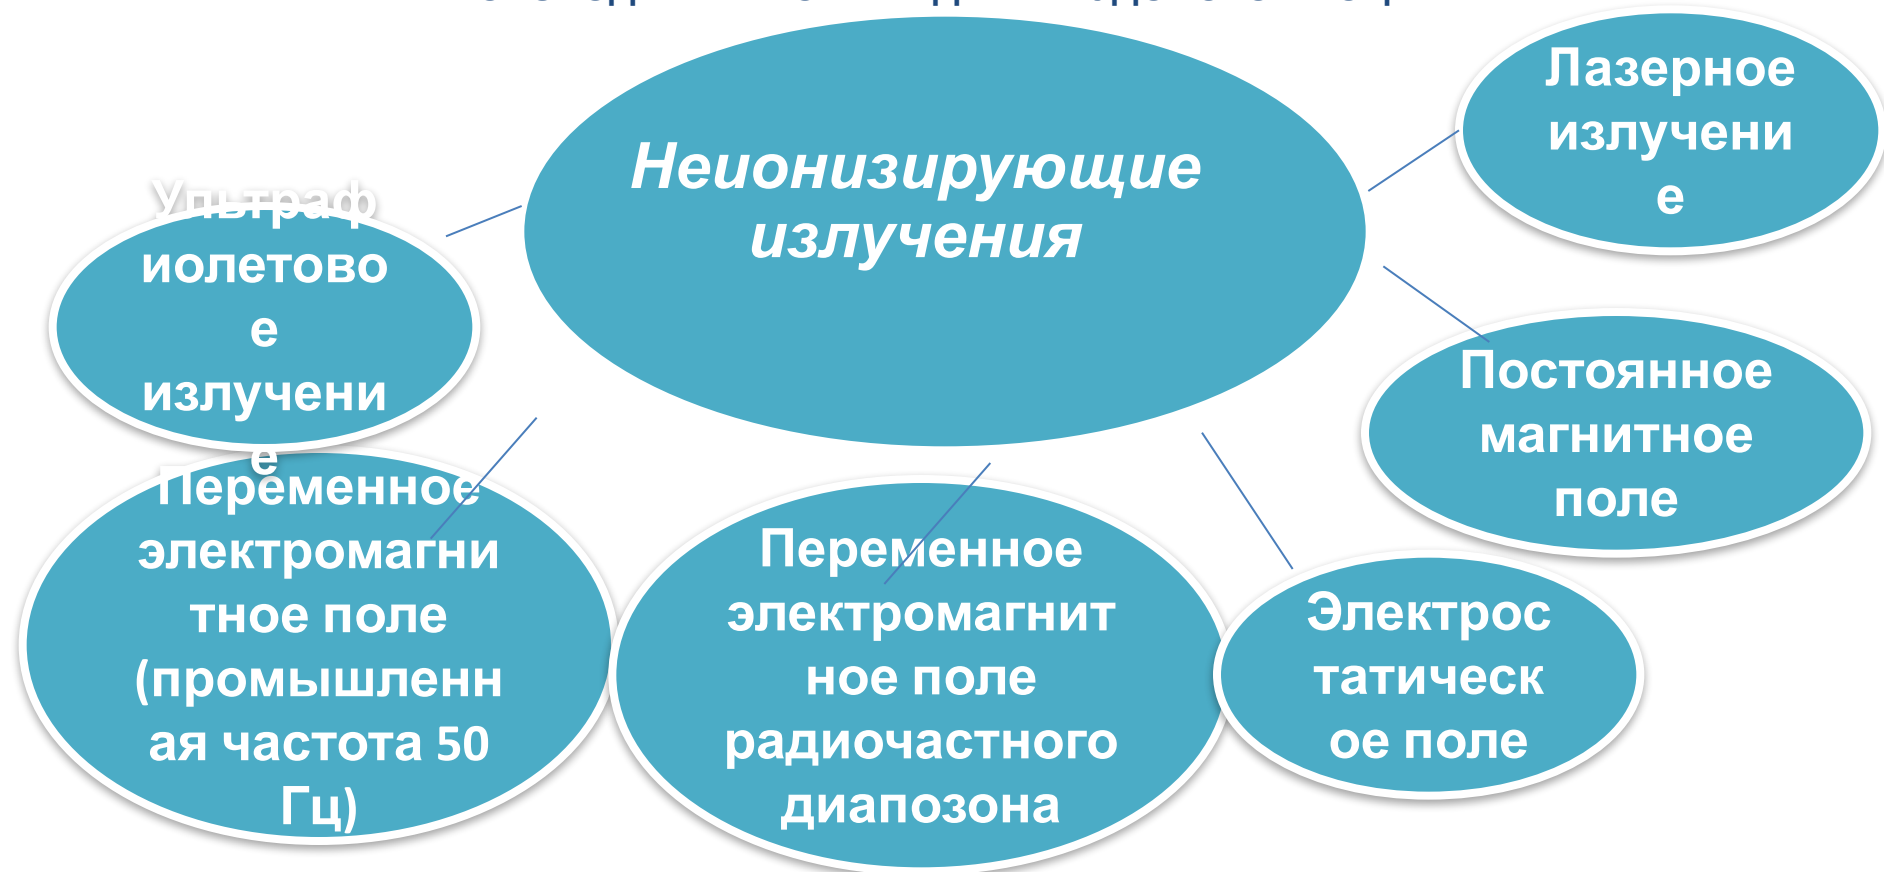 Неионизирующие
излучения
Лазерное
излучени
е
Ультраф
иолетово
е
излучени
е
Постоянное
магнитное
поле
Переменное
электромагни
тное поле
(промышленн
ая частота 50
Гц)
Переменное
электромагнит
ное поле
радиочастотного
диапозона
Электрос
татическ
ое поле